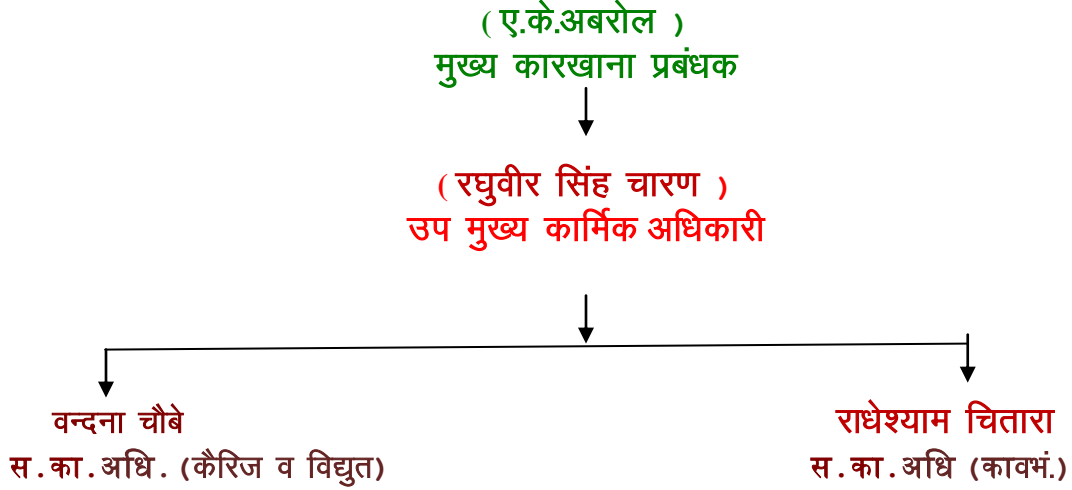 ( ए.के.अबरोल )
मुख्य कारखाना प्रबंधक
( रघुवीर सिंह चारण )
उप मुख्य कार्मिक अधिकारी
वन्दना चौबे
स.का.अधि. (कैरिज व विद्युत)
राधेश्याम चितारा
स.का.अधि (कावभं.)